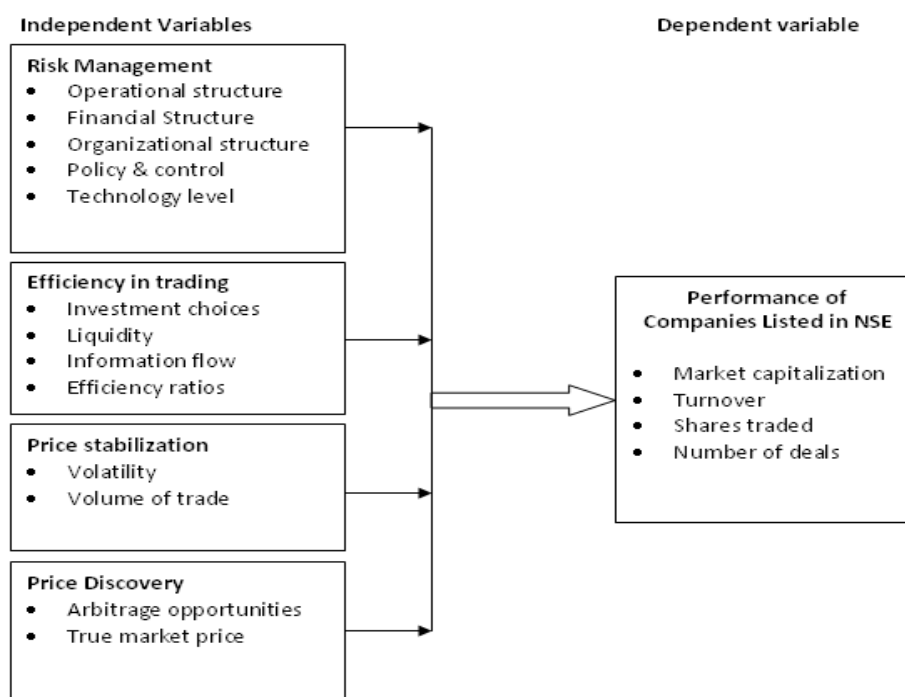 Independent Variables
Dependent variable
Risk Management
• Operational structure
• Financial Structure
• Organizational structure
• Policy & control
• Technology level
Efficiency in trading
• Investment choices
• Liquidity
• Information flow
• Efficiency ratios
Price stabilization
• Volatility
• Volume of trade
Price Discovery
• Arbitrage opportunities
• True market price
Performance of
Companies Listed in NSE
• Market capitalization
• Turnover
• Shares traded
• Number of deals